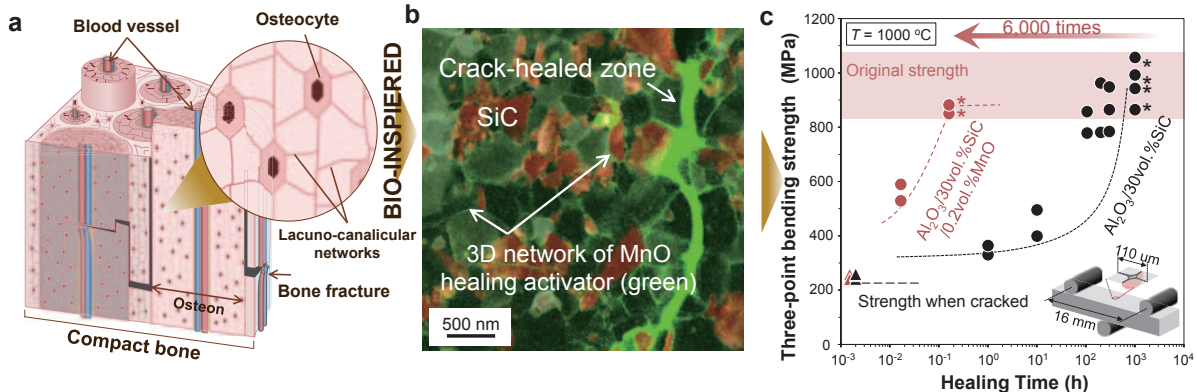 a
Blood vessel
Osteocyte
Lacuno-canalicular
networks
Osteon
Bone fracture
Compact bone
BIO-INSPIERED
b
Crack-healed zone
SiC
3D network of MnO
healing activator (green)
500 nm
c
Three-point bending strength (MPa)
1200
1000
800
600
400
200
0
T = 1000 °C
6,000 times
Original strength
*
*
*
*
*
*
Al₂O₃/30vol.%SiC
/0.2vol.%MnO
Al₂O₃/30vol.%SiC
Strength when cracked
110 um
16 mm
10⁻³ 10⁻² 10⁻¹ 10⁰ 10¹ 10² 10³ 10⁴
Healing Time (h)